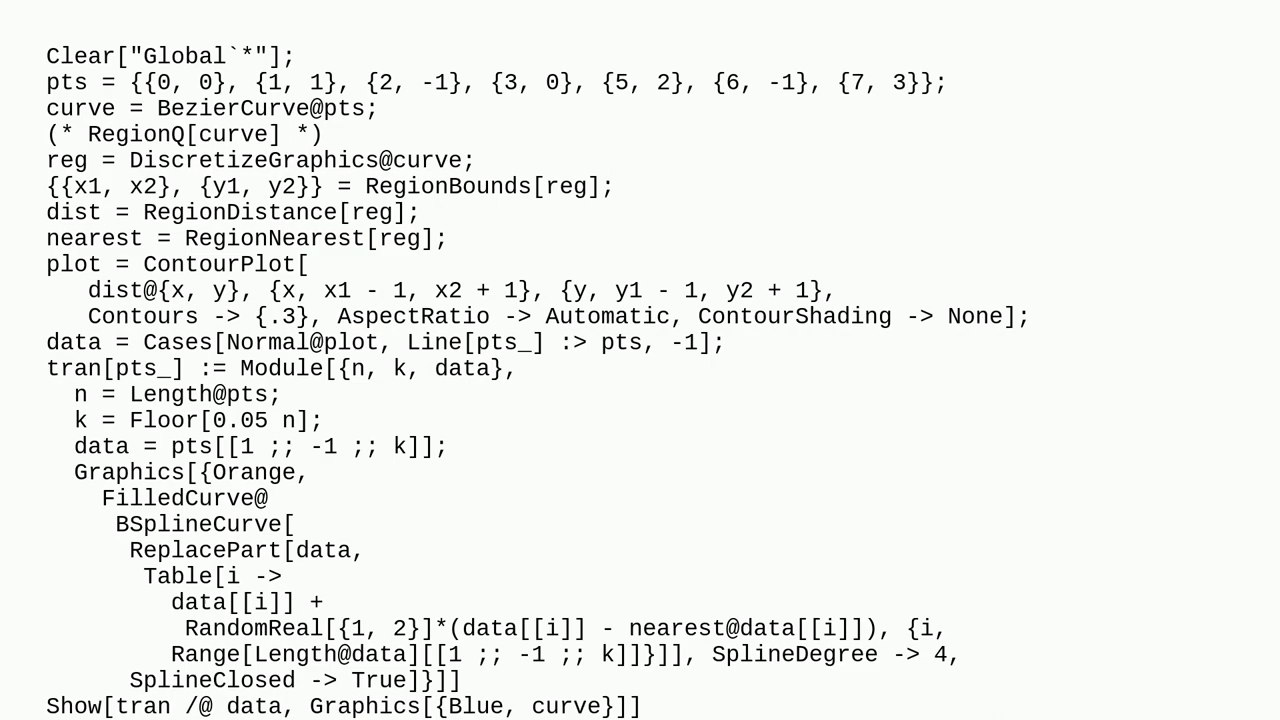 Clear["Global`*"];
pts = {{0, 0}, {1, 1}, {2, -1}, {3, 0}, {5, 2}, {6, -1}, {7, 3}};
curve = BezierCurve@pts;
(* RegionQ[curve] *)
reg = DiscretizeGraphics@curve;
{{x1, x2}, {y1, y2}} = RegionBounds[reg];
dist = RegionDistance[reg];
nearest = RegionNearest[reg];
plot = ContourPlot[
   dist@{x, y}, {x, x1 - 1, x2 + 1}, {y, y1 - 1, y2 + 1},
   Contours -> {.3}, AspectRatio -> Automatic, ContourShading -> None];
data = Cases[Normal@plot, Line[pts_] :> pts, -1];
tran[pts_] := Module[{n, k, data},
  n = Length@pts;
  k = Floor[0.05 n];
  data = pts[[1 ;; -1 ;; k]];
  Graphics[{Orange,
    FilledCurve@
     BSplineCurve[
      ReplacePart[data,
       Table[i ->
         data[[i]] +
          RandomReal[{1, 2}]*(data[[i]] - nearest@data[[i]]), {i,
         Range[Length@data][[1 ;; -1 ;; k]]}]], SplineDegree -> 4,
      SplineClosed -> True]}]]
Show[tran /@ data, Graphics[{Blue, curve}]]